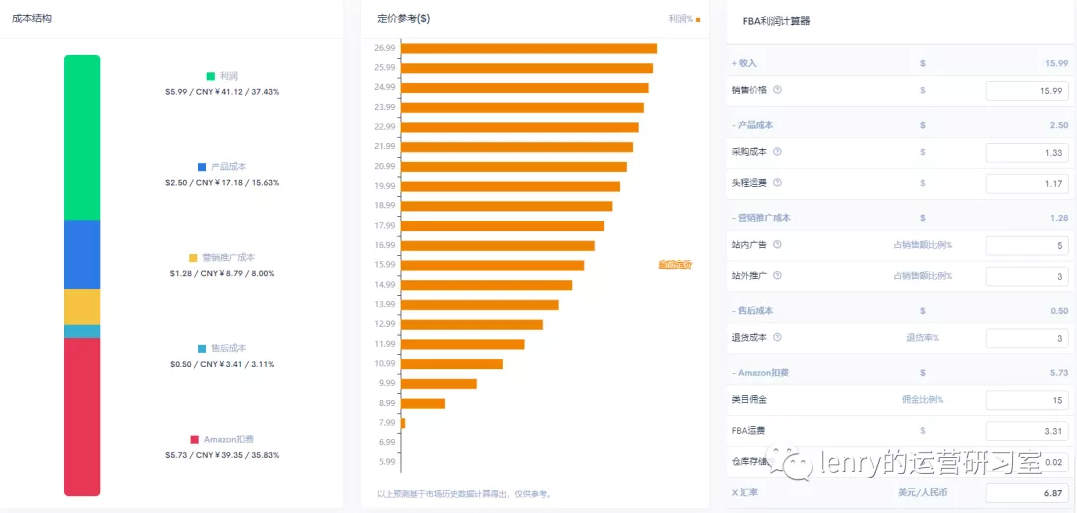 成本结构
利润
$5.99 / CNY ¥ 41.12 / 37.43%
产品成本
$2.50 / CNY ¥ 17.18 / 15.63%
营销推广成本
$1.28 / CNY ¥ 8.79 / 8.00%
售后成本
$0.50 / CNY ¥ 3.41 / 3.11%
Amazon扣费
$5.73 / CNY ¥ 39.35 / 35.83%
定价参考($)
利润%
26.99
25.99
24.99
23.99
22.99
21.99
20.99
19.99
18.99
17.99
16.99
15.99 当前定价
14.99
13.99
12.99
11.99
10.99
9.99
8.99
7.99
6.99
5.99
以上预测基于市场历史数据计算得出，仅供参考。
FBA利润计算器
+ 收入 $ 15.99
销售价格 ? $ 15.99
- 产品成本 $ 2.50
采购成本 ? $ 1.33
头程运费 ? $ 1.17
- 营销推广成本 $ 1.28
站内广告 ? 占销售额比例% 5
站外推广 ? 占销售额比例% 3
- 售后成本 $ 0.50
退货成本 ? 退货率% 3
- Amazon扣费 $ 5.73
类目佣金 佣金比例% 15
FBA运费 $ 3.31
仓库存储 0.02
lenry的运营研习室
X 汇率 美元/人民币 6.87